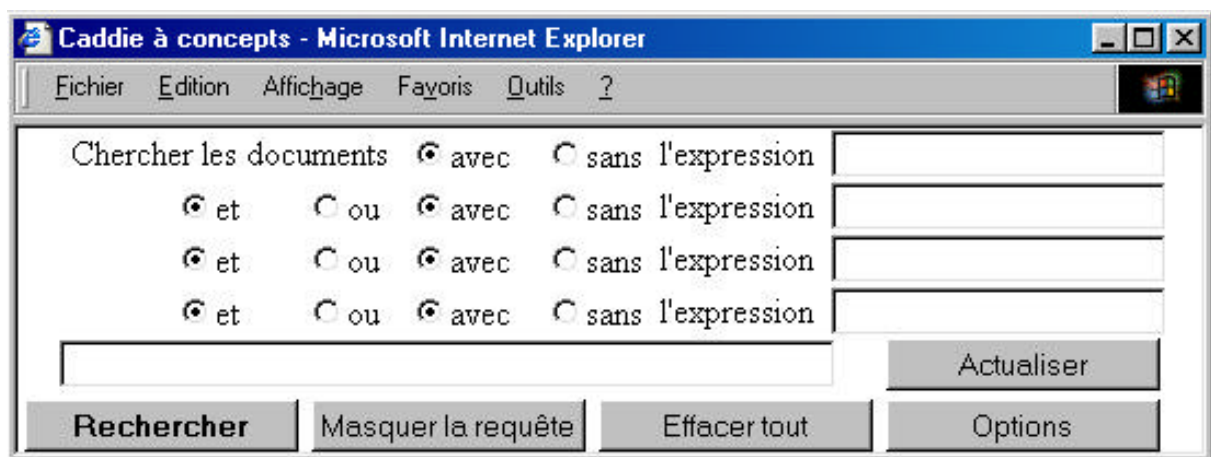 Caddie à concepts - Microsoft Internet Explorer
Fichier Edition Affichage Favoris Outils ?
Chercher les documents avec sans l'expression
et ou avec sans l'expression
et ou avec sans l'expression
et ou avec sans l'expression
Actualiser
Rechercher Masquer la requête Effacer tout Options